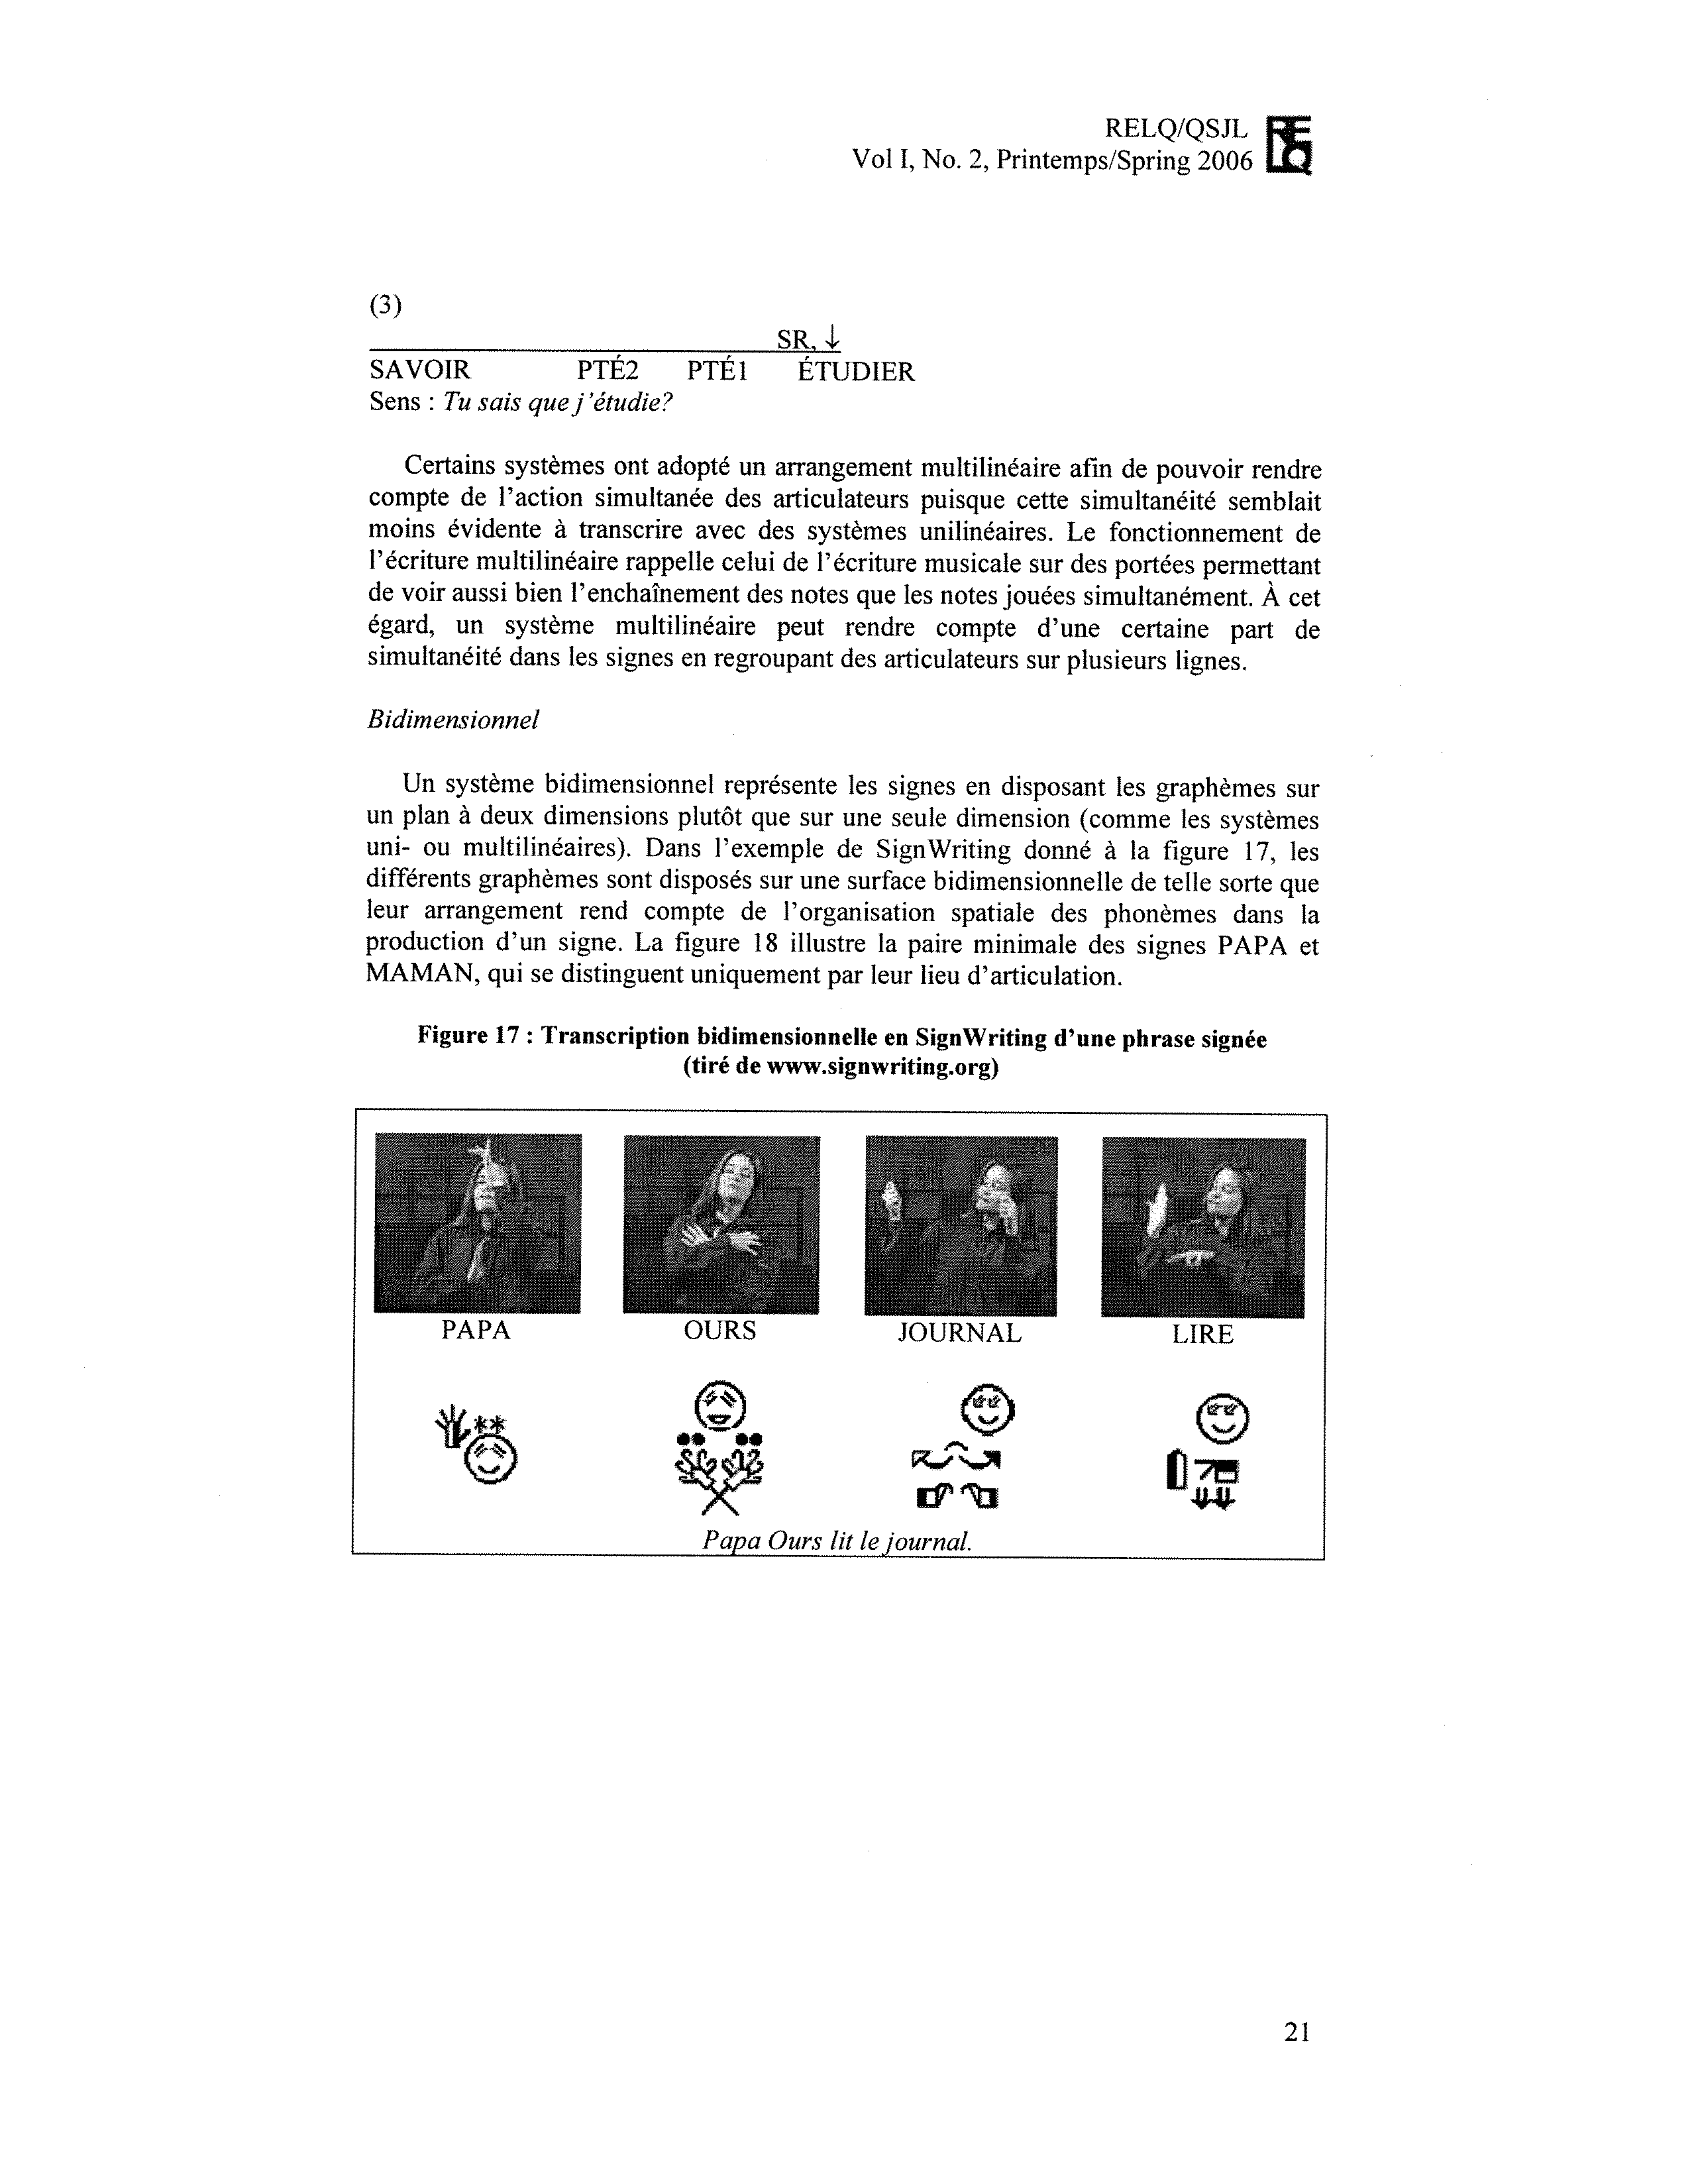 RELQ/QSJL
RELQ
Vol I, No. 2, Printemps/Spring 2006
(3)
SR, ↓
SAVOIR PTÉ2 PTÉ1 ÉTUDIER
Sens : Tu sais que j'étudie?
Certains systèmes ont adopté un arrangement multilinéaire afin de pouvoir rendre
compte de l'action simultanée des articulateurs puisque cette simultanéité semblait
moins évidente à transcrire avec des systèmes unilinéaires. Le fonctionnement de
l'écriture multilinéaire rappelle celui de l'écriture musicale sur des portées permettant
de voir aussi bien l'enchaînement des notes que les notes jouées simultanément. À cet
égard, un système multilinéaire peut rendre compte d'une certaine part de
simultanéité dans les signes en regroupant des articulateurs sur plusieurs lignes.
Bidimensionnel
Un système bidimensionnel représente les signes en disposant les graphèmes sur
un plan à deux dimensions plutôt que sur une seule dimension (comme les systèmes
uni- ou multilinéaires). Dans l'exemple de SignWriting donné à la figure 17, les
différents graphèmes sont disposés sur une surface bidimensionnelle de telle sorte que
leur arrangement rend compte de l'organisation spatiale des phonèmes dans la
production d'un signe. La figure 18 illustre la paire minimale des signes PAPA et
MAMAN, qui se distinguent uniquement par leur lieu d'articulation.
Figure 17 : Transcription bidimensionnelle en SignWriting d'une phrase signée
(tiré de www.signwriting.org)
PAPA OURS JOURNAL LIRE
Papa Ours lit le journal.
21